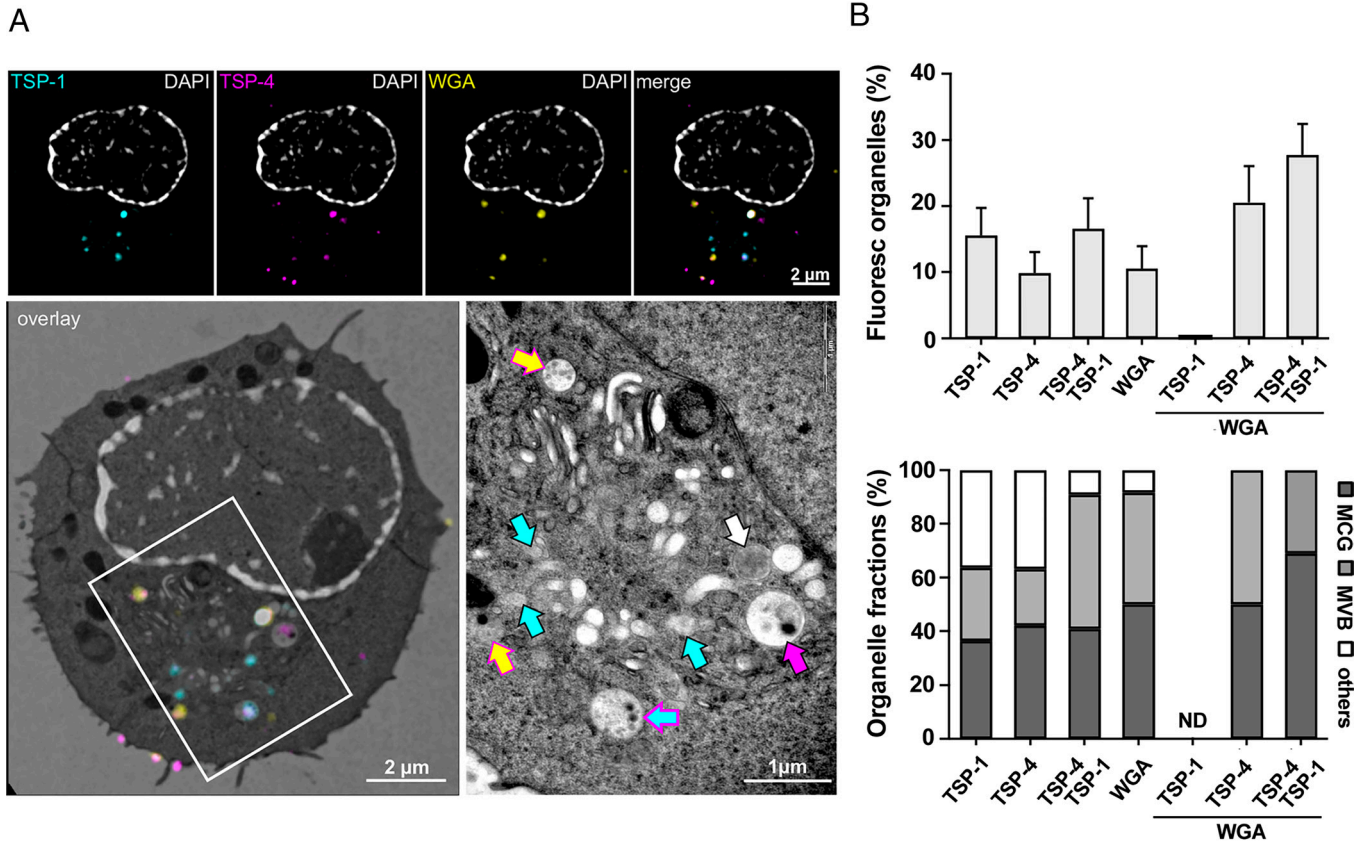 A
TSP-1 DAPI TSP-4 DAPI WGA DAPI merge
2 µm
overlay
2 µm
1µm
B
Fluoresc organelles (%)
40
30
20
10
0
TSP-1
TSP-4
TSP-4
TSP-1
WGA
TSP-1
TSP-4
TSP-4
TSP-1
WGA
Organelle fractions (%)
100
80
60
40
20
0
ND
TSP-1
TSP-4
TSP-4
TSP-1
WGA
TSP-1
TSP-4
TSP-4
TSP-1
WGA
MCG
MVB
others